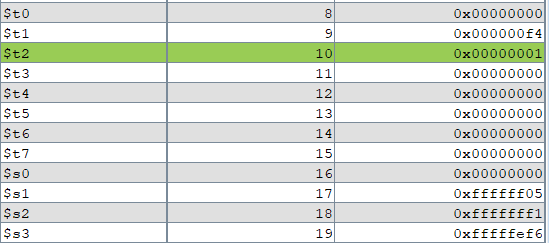 $t0 8 0x00000000
$t1 9 0x000000f4
$t2 10 0x00000001
$t3 11 0x00000000
$t4 12 0x00000000
$t5 13 0x00000000
$t6 14 0x00000000
$t7 15 0x00000000
$s0 16 0x00000000
$s1 17 0xffffff05
$s2 18 0xfffffff1
$s3 19 0xfffffef6